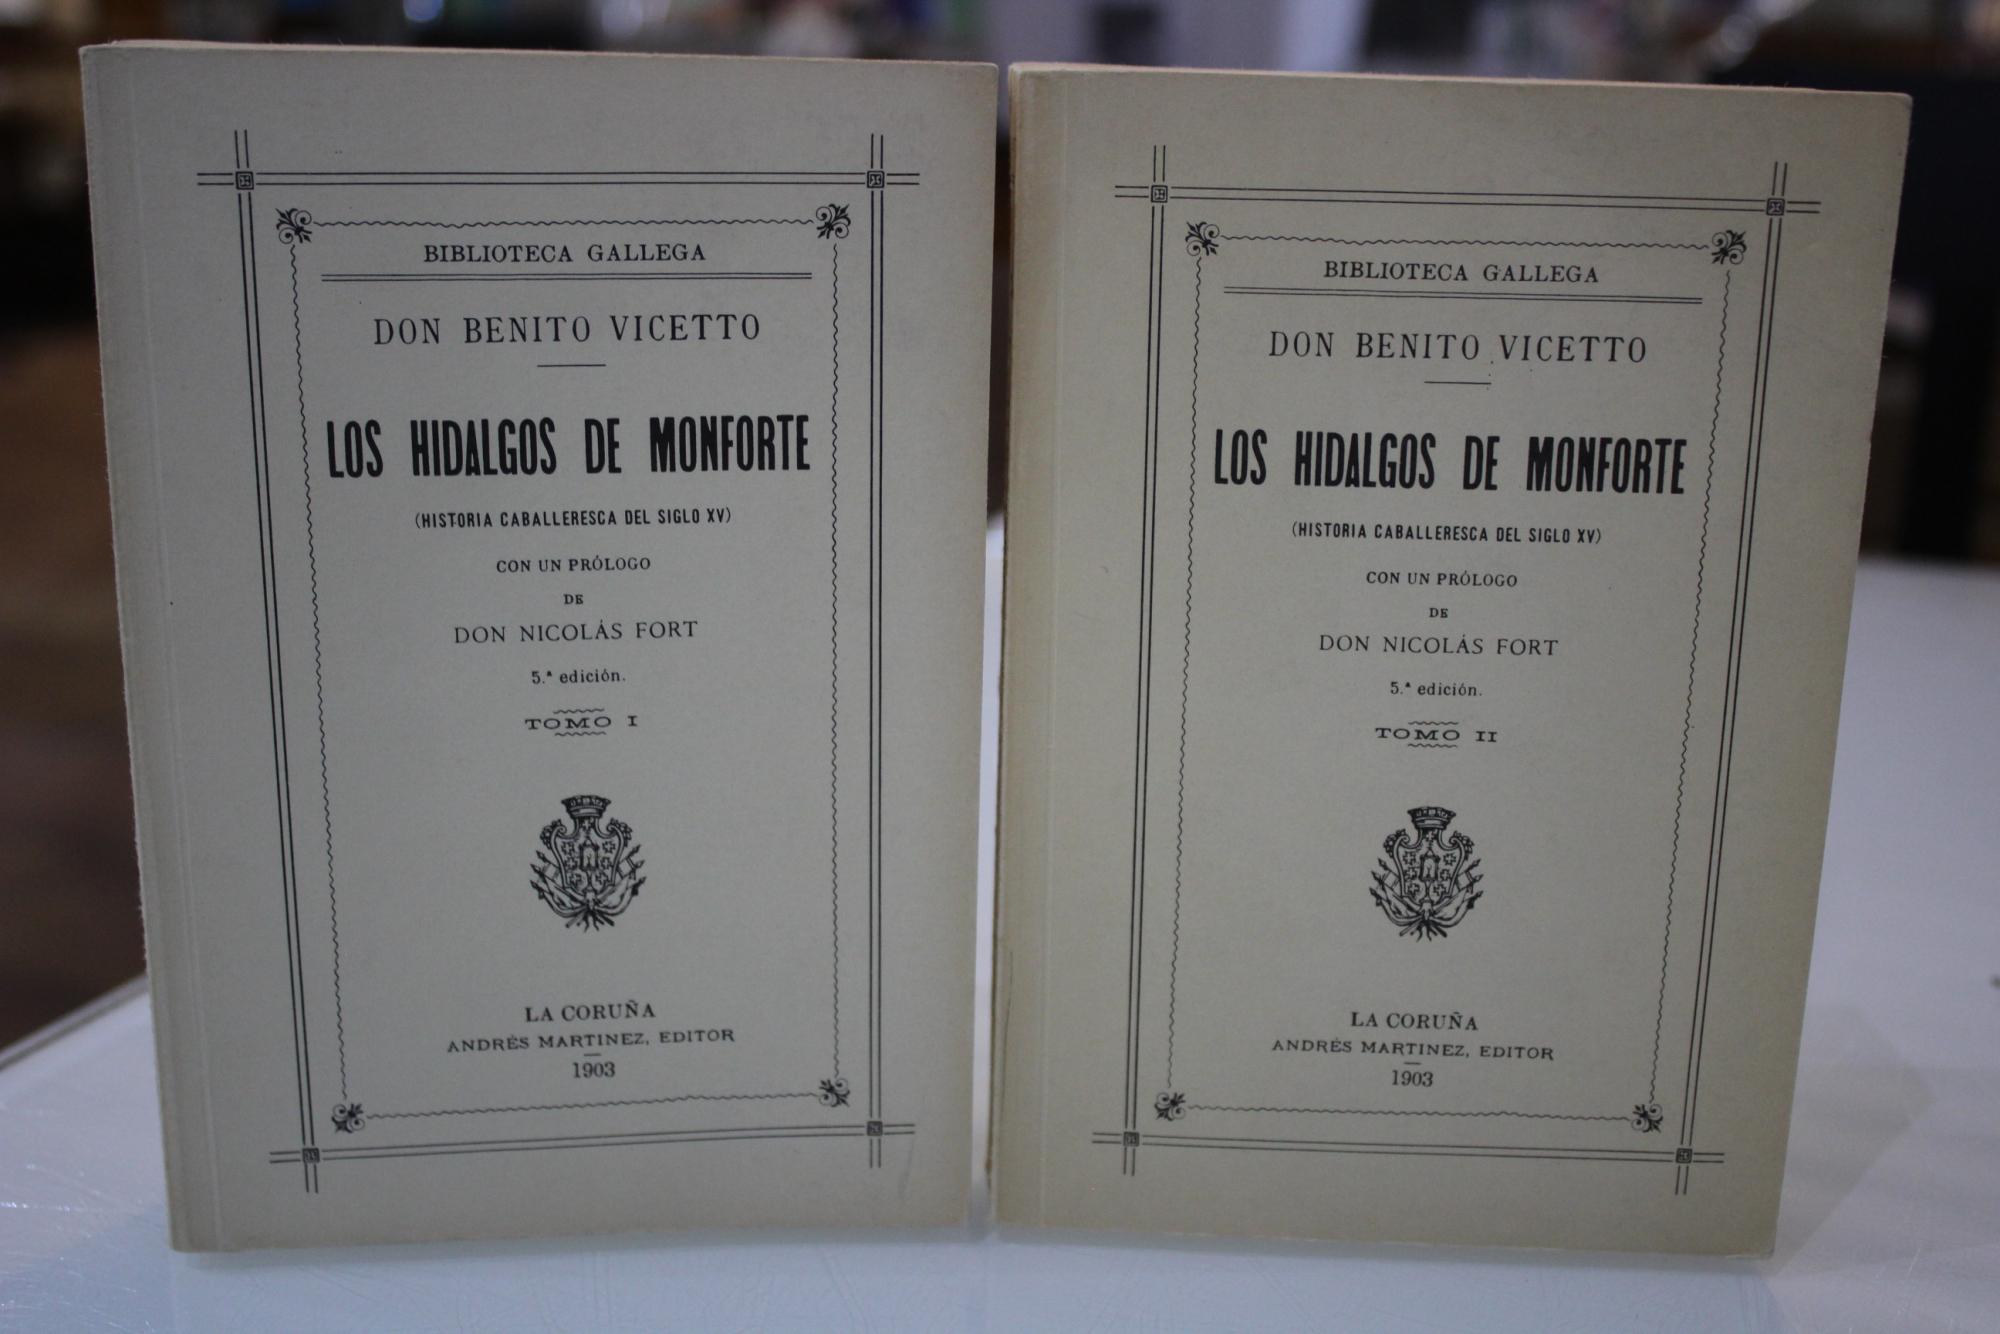 BIBLIOTECA GALLEGA
DON BENITO VICETTO
LOS HIDALGOS DE MONFORTE
(HISTORIA CABALLERESCA DEL SIGLO XV)
CON UN PRÓLOGO
DE
DON NICOLÁS FORT
5.ª edición.
TOMO I
LA CORUÑA
ANDRÉS MARTINEZ, EDITOR
1903
BIBLIOTECA GALLEGA
DON BENITO VICETTO
LOS HIDALGOS DE MONFORTE
(HISTORIA CABALLERESCA DEL SIGLO XV)
CON UN PRÓLOGO
DE
DON NICOLÁS FORT
5.ª edición.
TOMO II
LA CORUÑA
ANDRÉS MARTINEZ, EDITOR
1903